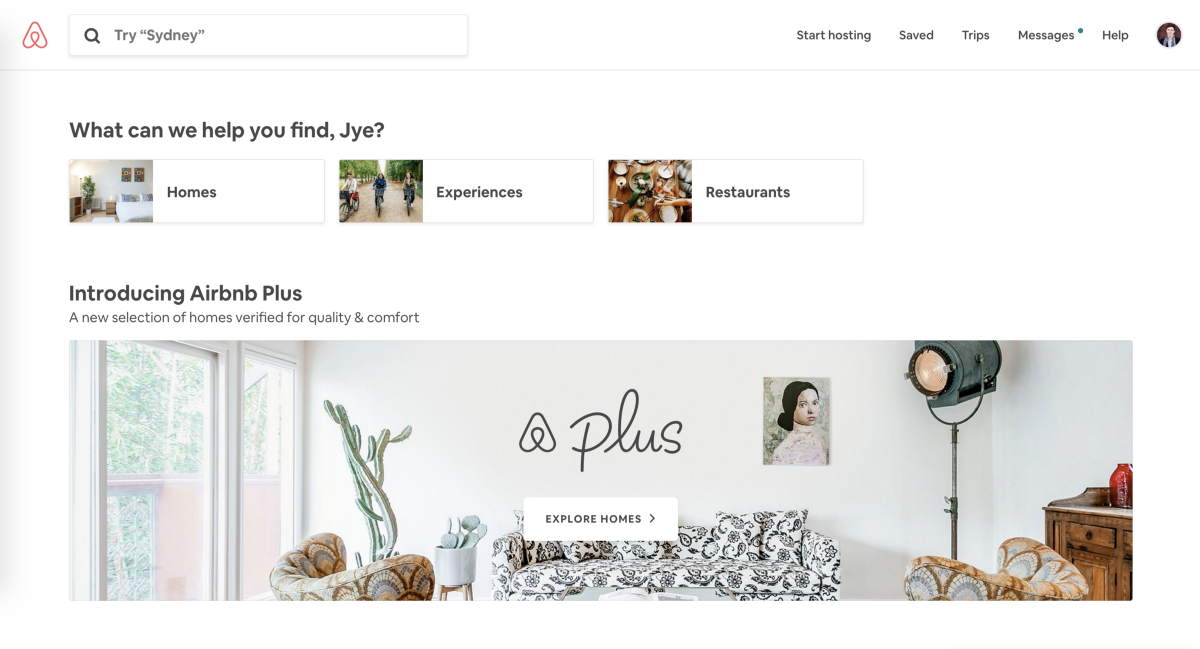 Try “Sydney”
Start hosting Saved Trips Messages Help
What can we help you find, Jye?
Homes
Experiences
Restaurants
Introducing Airbnb Plus
A new selection of homes verified for quality & comfort
plus
EXPLORE HOMES